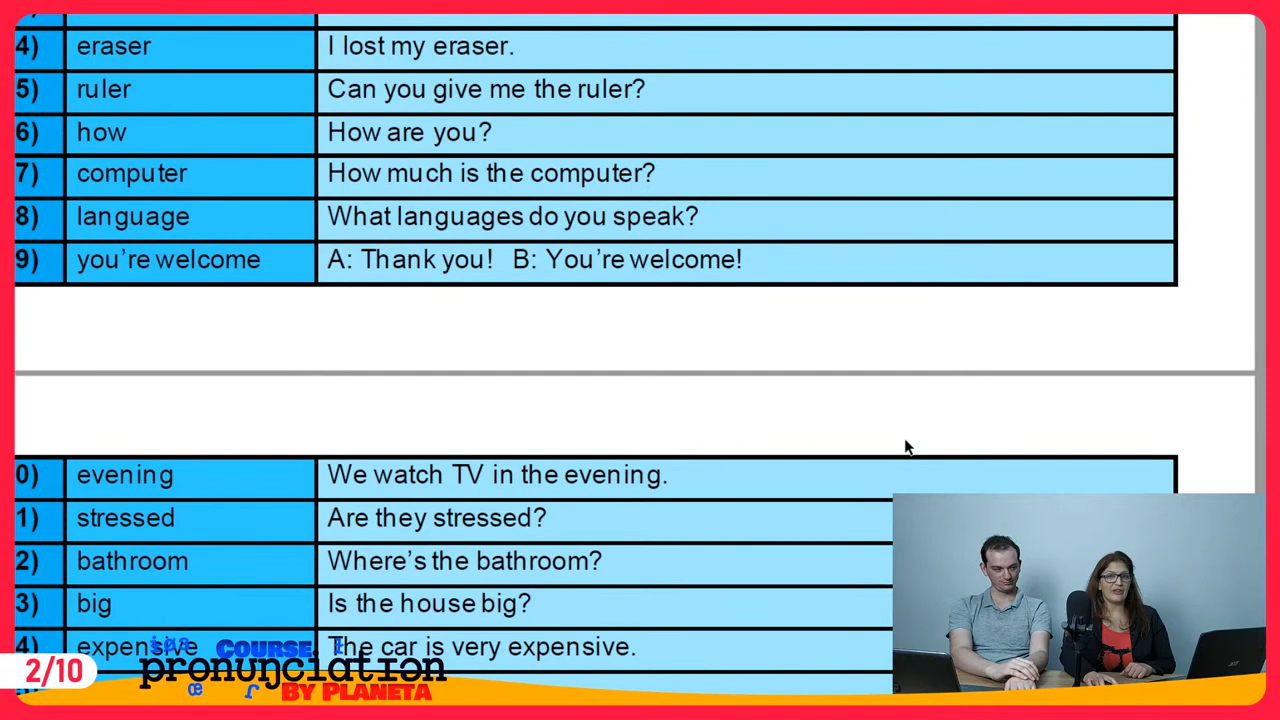 4) eraser I lost my eraser.
5) ruler Can you give me the ruler?
6) how How are you?
7) computer How much is the computer?
8) language What languages do you speak?
9) you're welcome A: Thank you! B: You're welcome!
0) evening We watch TV in the evening.
1) stressed Are they stressed?
2) bathroom Where's the bathroom?
3) big Is the house big?
4) expensive The car is very expensive.
2/10
COURSE
pronunciation
BY PLANETA
æ ɾ
acer